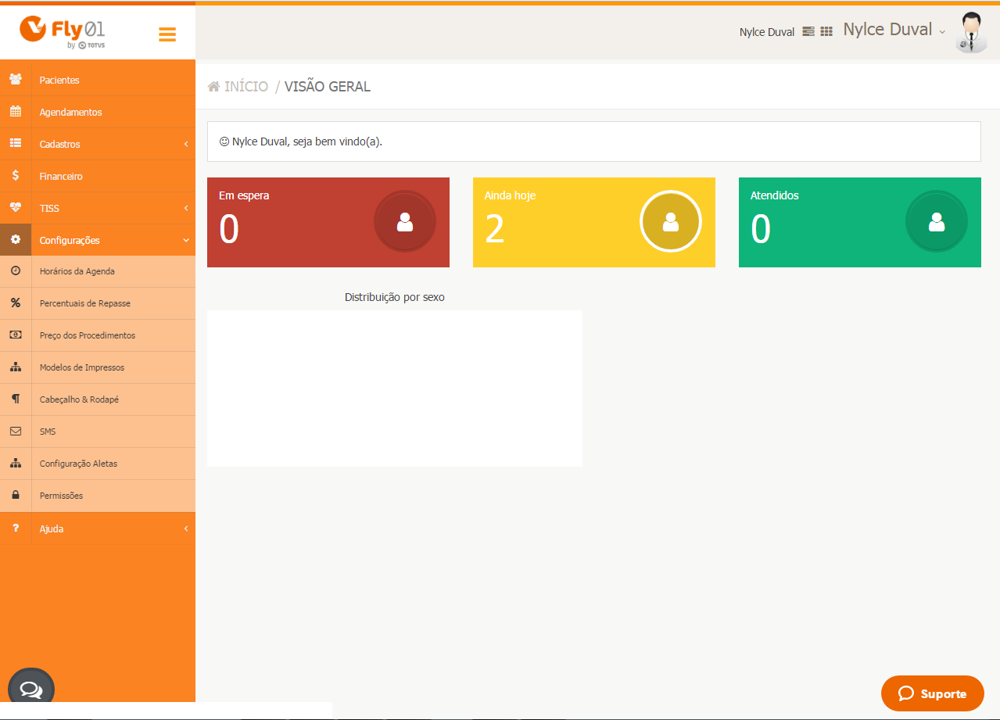 Fly01
by TOTVS
Nylce Duval
Nylce Duval
Pacientes
Agendamentos
Cadastros
Financeiro
TISS
Configurações
Horários da Agenda
Percentuais de Repasse
Preço dos Procedimentos
Modelos de Impressos
Cabeçalho & Rodapé
SMS
Configuração Aletas
Permissões
Ajuda
INÍCIO / VISÃO GERAL
Nylce Duval, seja bem vindo(a).
Em espera
0
Ainda hoje
2
Atendidos
0
Distribuição por sexo
Suporte